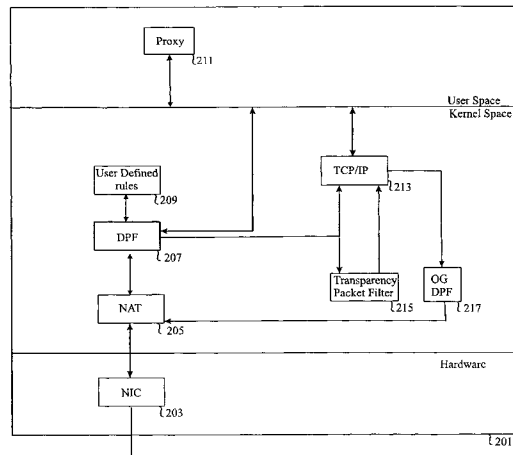 Proxy
211
User Space
Kernel Space
User Defined
rules
209
TCP/IP
213
DPF
207
Transparency
Packet Filter
215
OG
DPF
217
NAT
205
Hardware
NIC
203
201